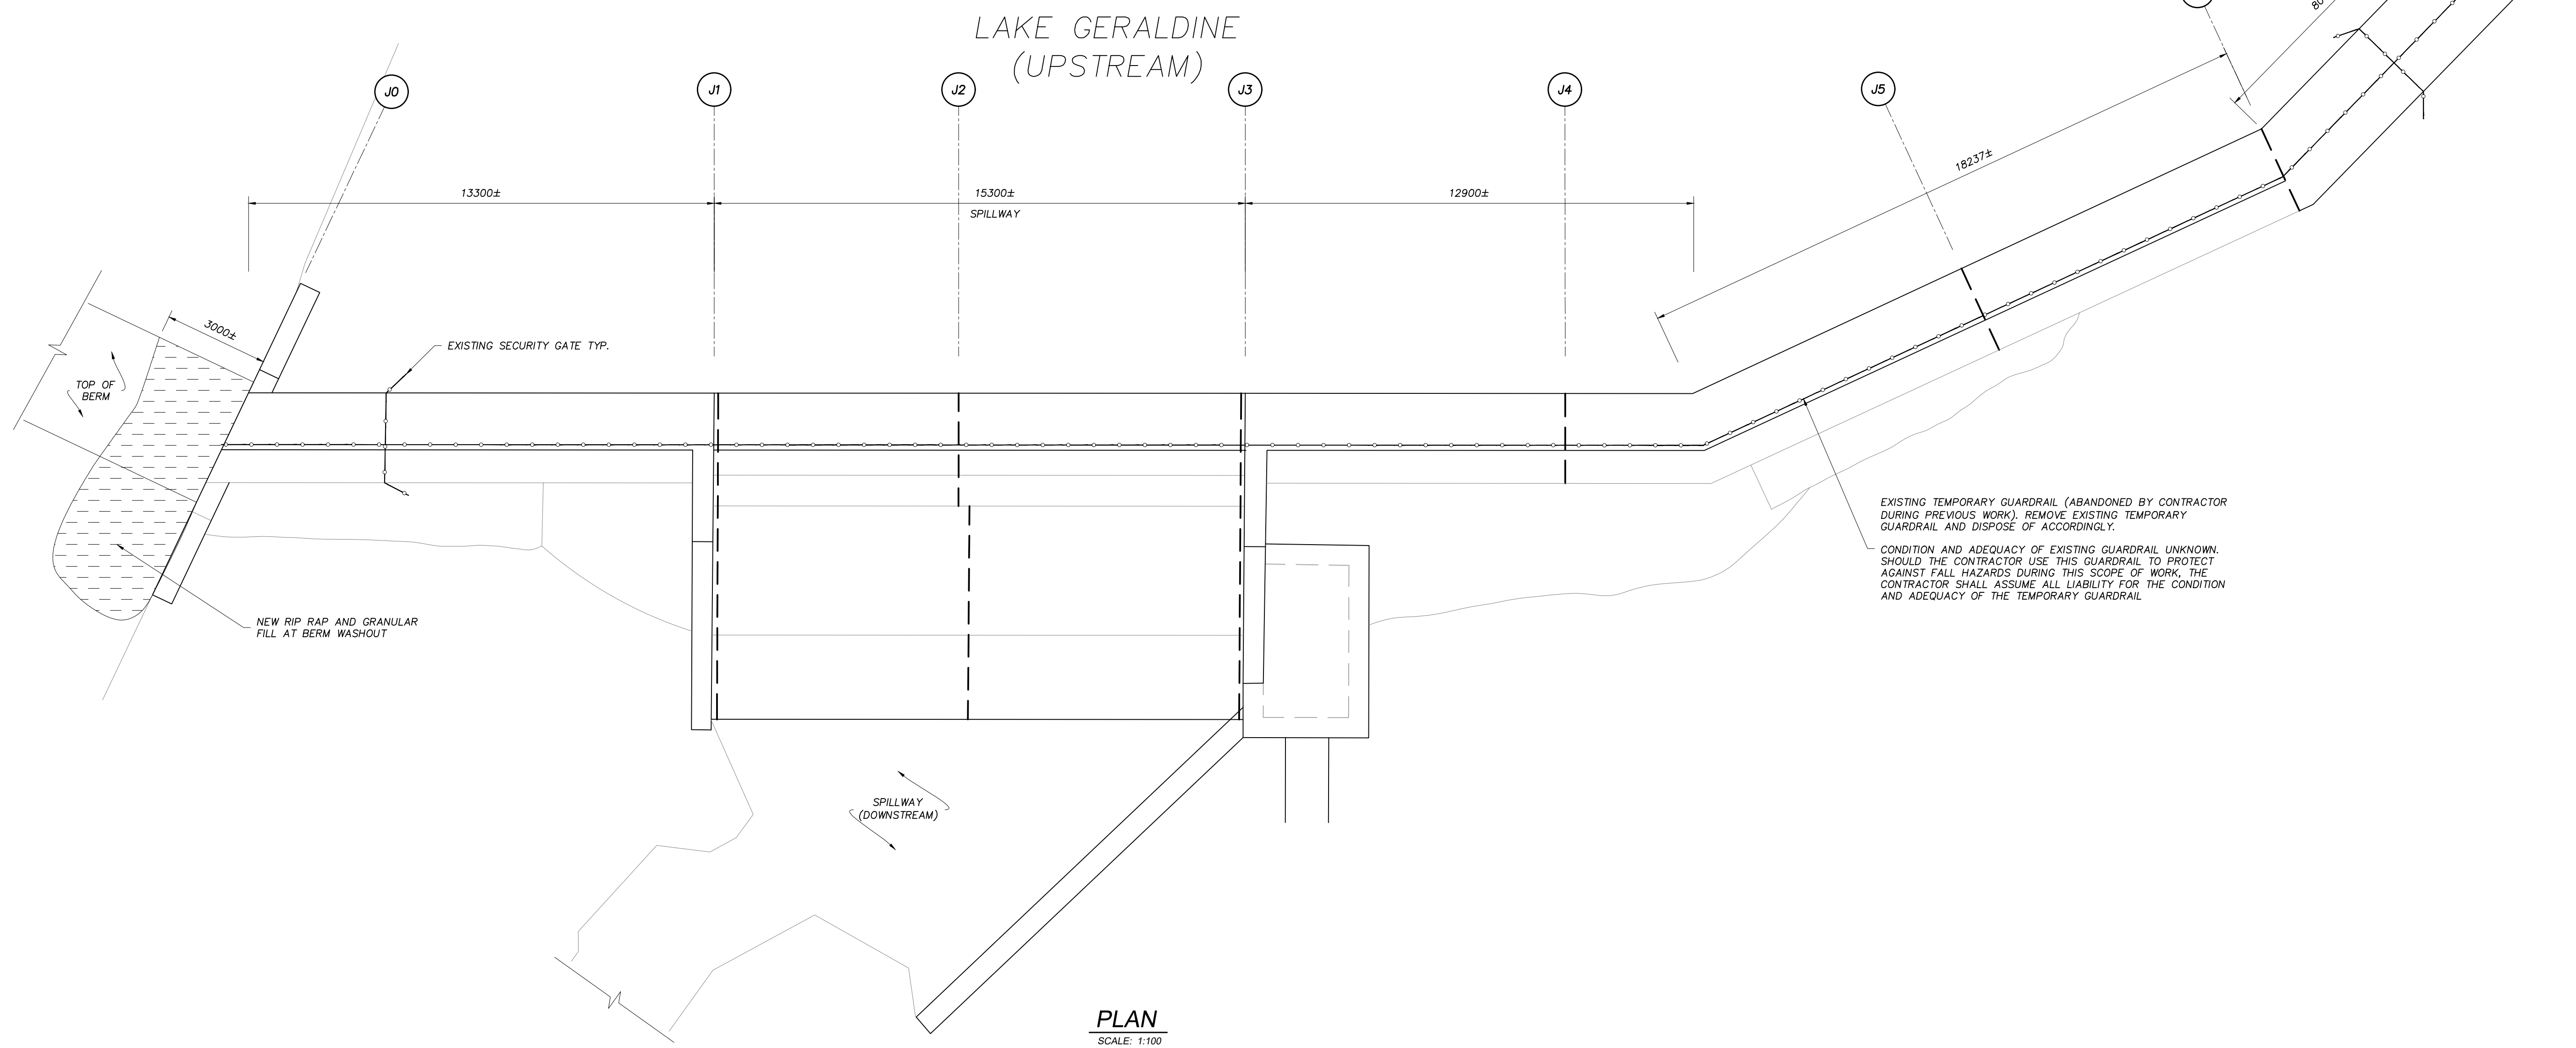 LAKE GERALDINE
(UPSTREAM)
J0
J1
J2
J3
J4
J5
13300±
15300±
SPILLWAY
12900±
18237±
3000±
EXISTING SECURITY GATE TYP.
TOP OF
BERM
NEW RIP RAP AND GRANULAR
FILL AT BERM WASHOUT
EXISTING TEMPORARY GUARDRAIL (ABANDONED BY CONTRACTOR
DURING PREVIOUS WORK). REMOVE EXISTING TEMPORARY
GUARDRAIL AND DISPOSE OF ACCORDINGLY.
CONDITION AND ADEQUACY OF EXISTING GUARDRAIL UNKNOWN.
SHOULD THE CONTRACTOR USE THIS GUARDRAIL TO PROTECT
AGAINST FALL HAZARDS DURING THIS SCOPE OF WORK, THE
CONTRACTOR SHALL ASSUME ALL LIABILITY FOR THE CONDITION
AND ADEQUACY OF THE TEMPORARY GUARDRAIL
SPILLWAY
(DOWNSTREAM)
PLAN
SCALE: 1:100